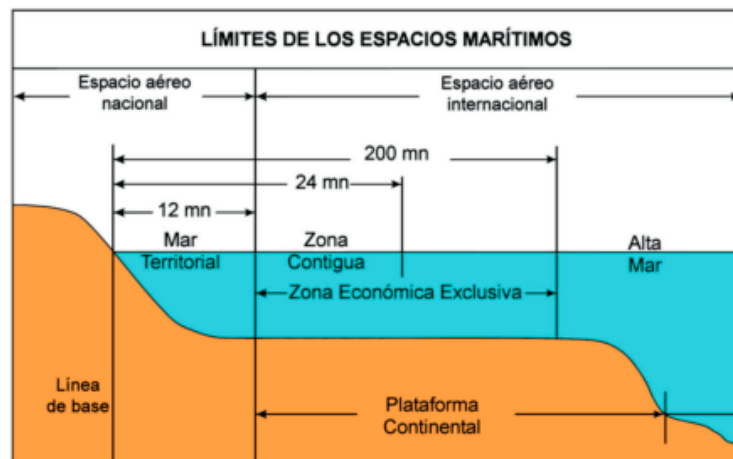 LÍMITES DE LOS ESPACIOS MARÍTIMOS
Espacio aéreo
nacional
Espacio aéreo
internacional
200 mn
24 mn
12 mn
Mar
Territorial
Zona
Contigua
Alta
Mar
Zona Económica Exclusiva
Línea
de base
Plataforma
Continental